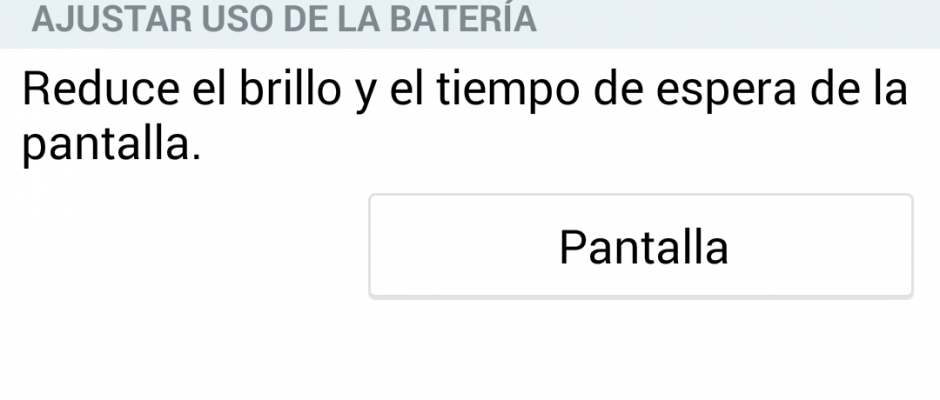 AJUSTAR USO DE LA BATERÍA
Reduce el brillo y el tiempo de espera de la
pantalla.
Pantalla